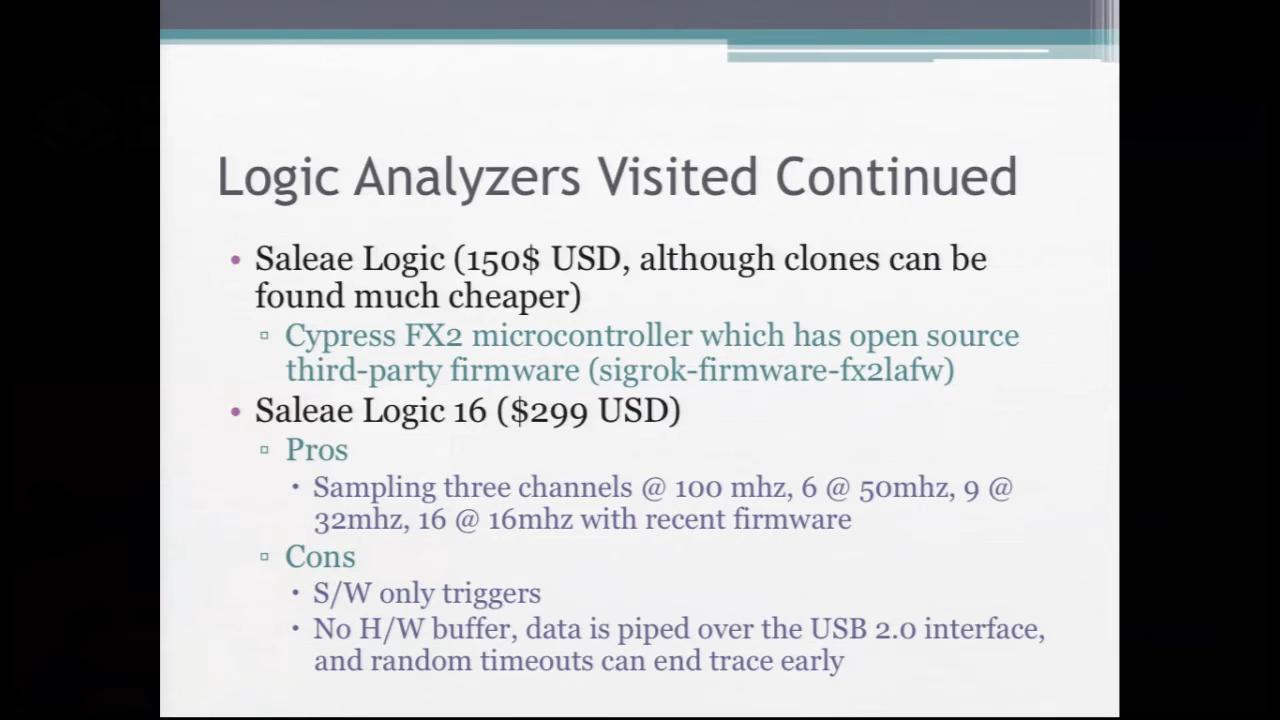 Logic Analyzers Visited Continued
• Saleae Logic (150$ USD, although clones can be
found much cheaper)
▫ Cypress FX2 microcontroller which has open source
third-party firmware (sigrok-firmware-fx2lafw)
• Saleae Logic 16 ($299 USD)
▫ Pros
· Sampling three channels @ 100 mhz, 6 @ 50mhz, 9 @
32mhz, 16 @ 16mhz with recent firmware
▫ Cons
· S/W only triggers
· No H/W buffer, data is piped over the USB 2.0 interface,
and random timeouts can end trace early